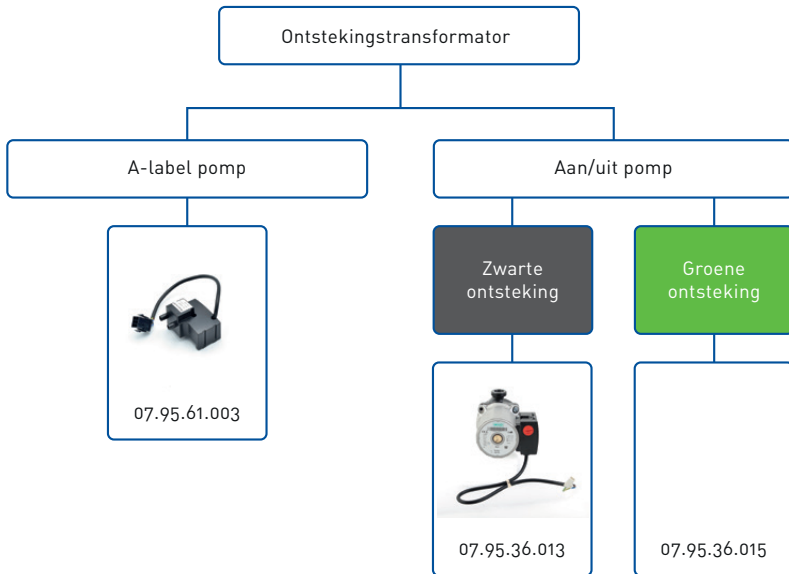 Ontstekingstransformator
A-label pomp
Aan/uit pomp
Zwarte
ontsteking
Groene
ontsteking
07.95.61.003
07.95.36.013
07.95.36.015